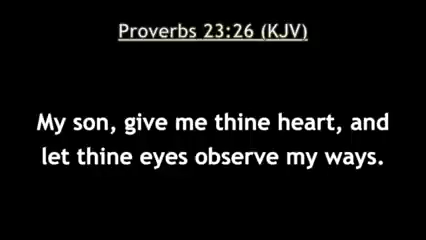 Proverbs 23:26 (KJV)
My son, give me thine heart, and
let thine eyes observe my ways.